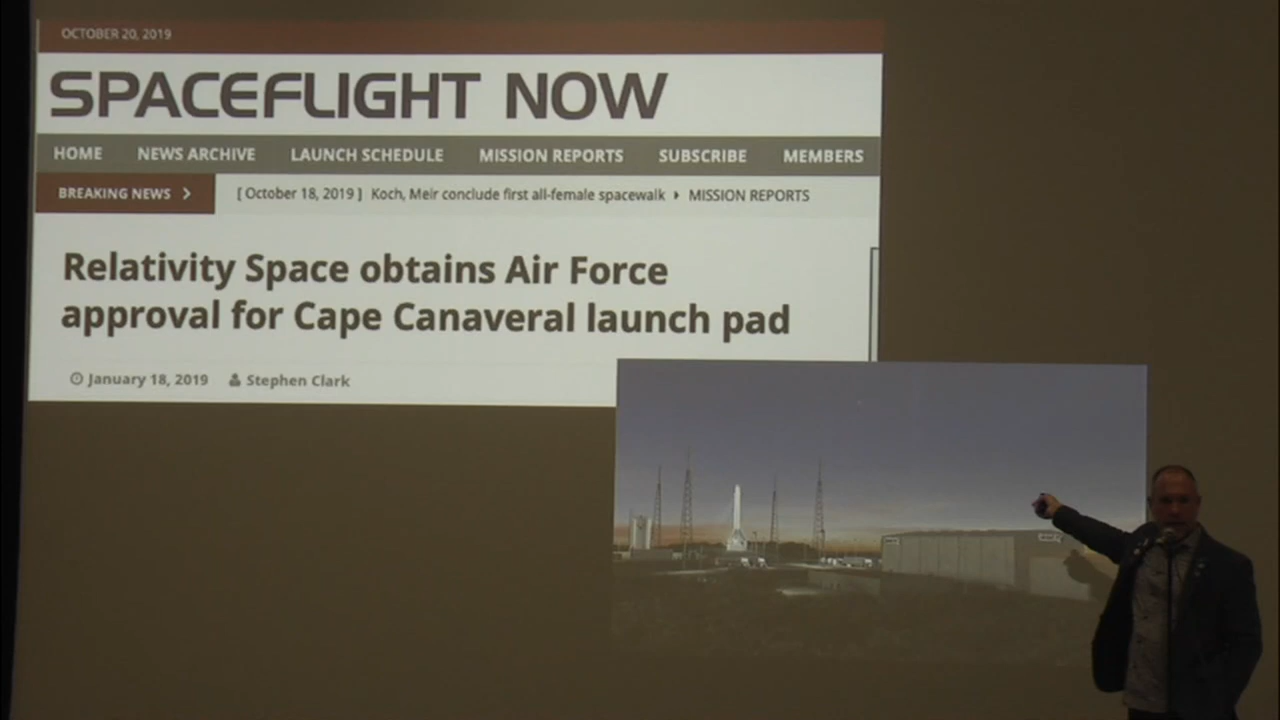 OCTOBER 20, 2019
SPACEFLIGHT NOW
HOME NEWS ARCHIVE LAUNCH SCHEDULE MISSION REPORTS SUBSCRIBE MEMBERS
BREAKING NEWS [ October 18, 2019 ] Koch, Meir conclude first all-female spacewalk MISSION REPORTS
Relativity Space obtains Air Force
approval for Cape Canaveral launch pad
January 18, 2019 Stephen Clark